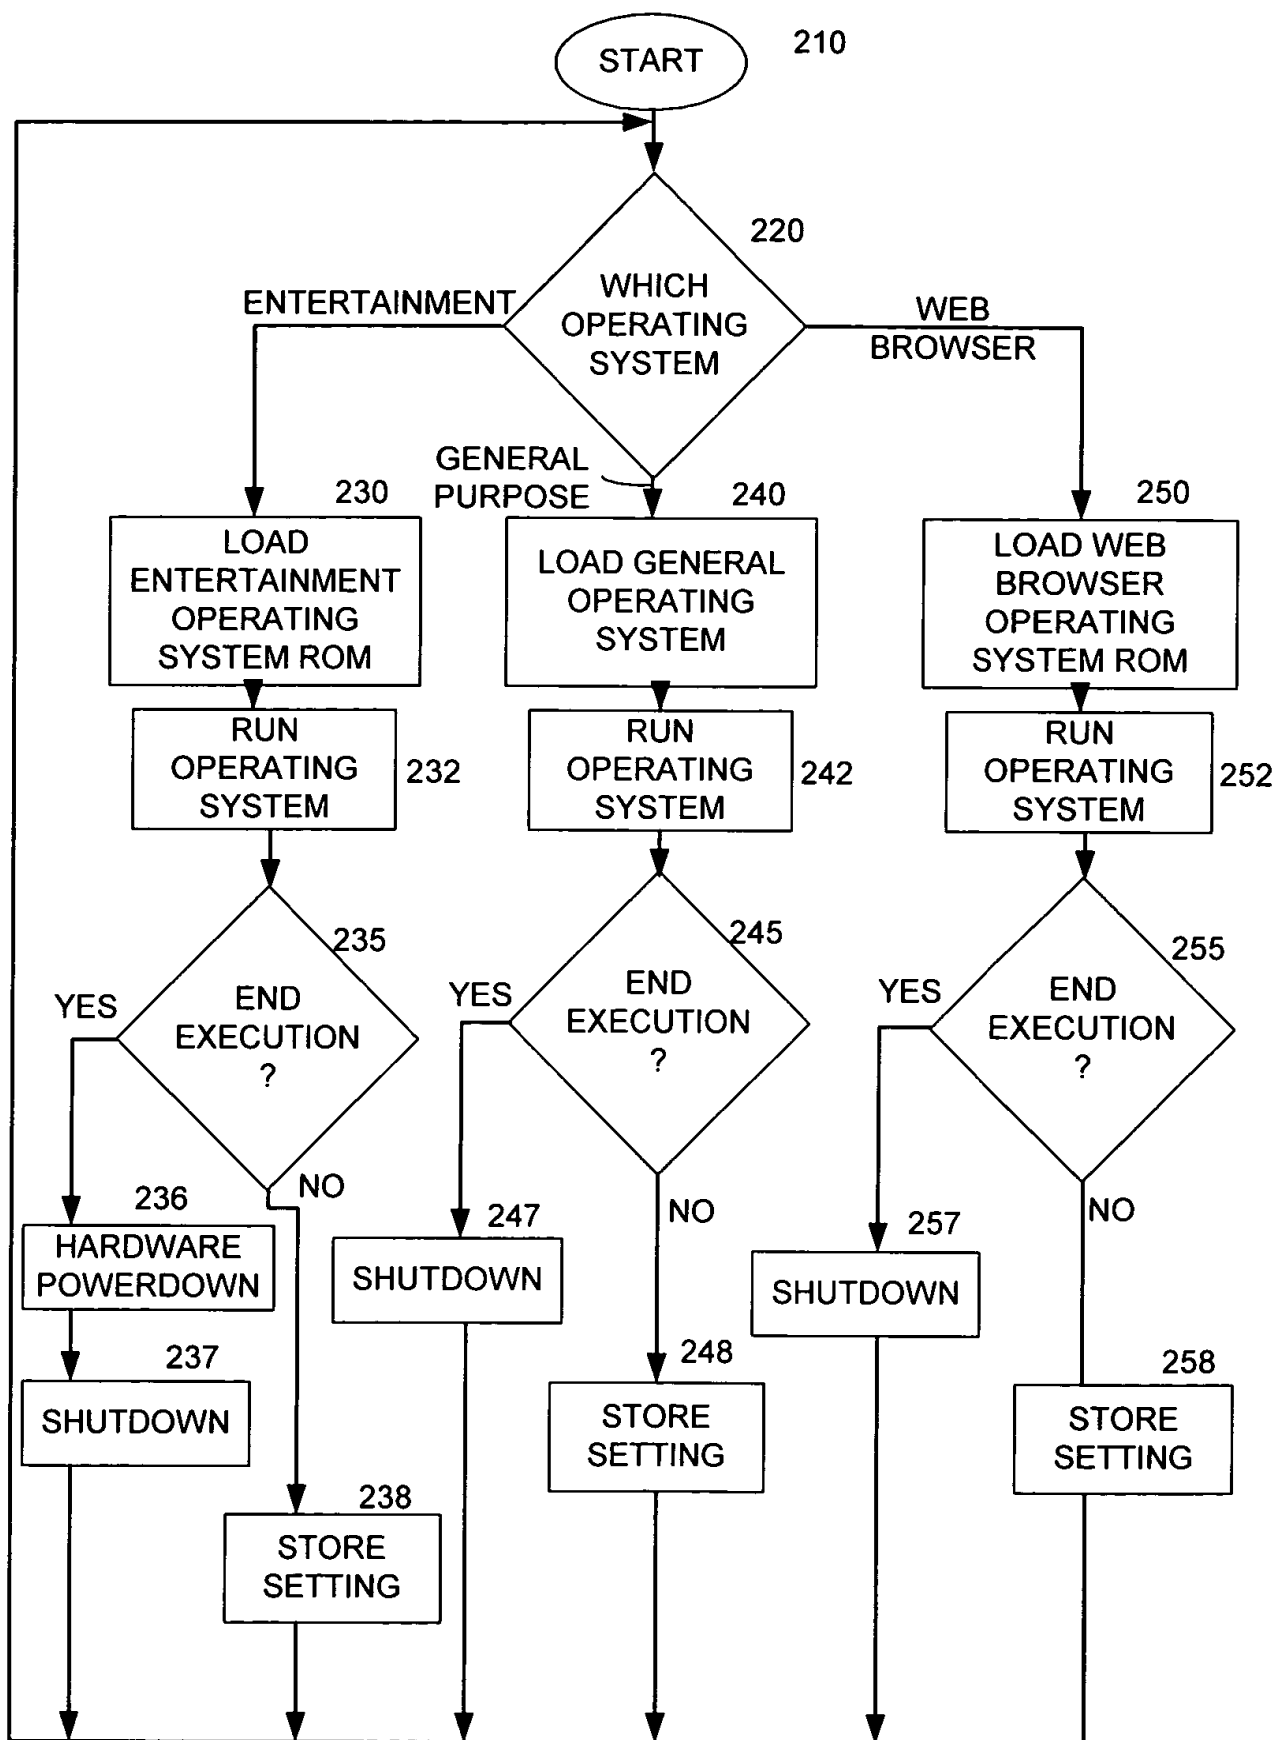 START
210
220
WHICH
OPERATING
SYSTEM
ENTERTAINMENT
WEB
BROWSER
GENERAL
PURPOSE
230
240
250
LOAD
ENTERTAINMENT
OPERATING
SYSTEM ROM
LOAD GENERAL
OPERATING
SYSTEM
LOAD WEB
BROWSER
OPERATING
SYSTEM ROM
RUN
OPERATING
SYSTEM
232
RUN
OPERATING
SYSTEM
242
RUN
OPERATING
SYSTEM
252
235
YES
END
EXECUTION
?
NO
245
YES
END
EXECUTION
?
NO
255
YES
END
EXECUTION
?
NO
236
HARDWARE
POWERDOWN
237
SHUTDOWN
238
STORE
SETTING
247
SHUTDOWN
248
STORE
SETTING
257
SHUTDOWN
258
STORE
SETTING